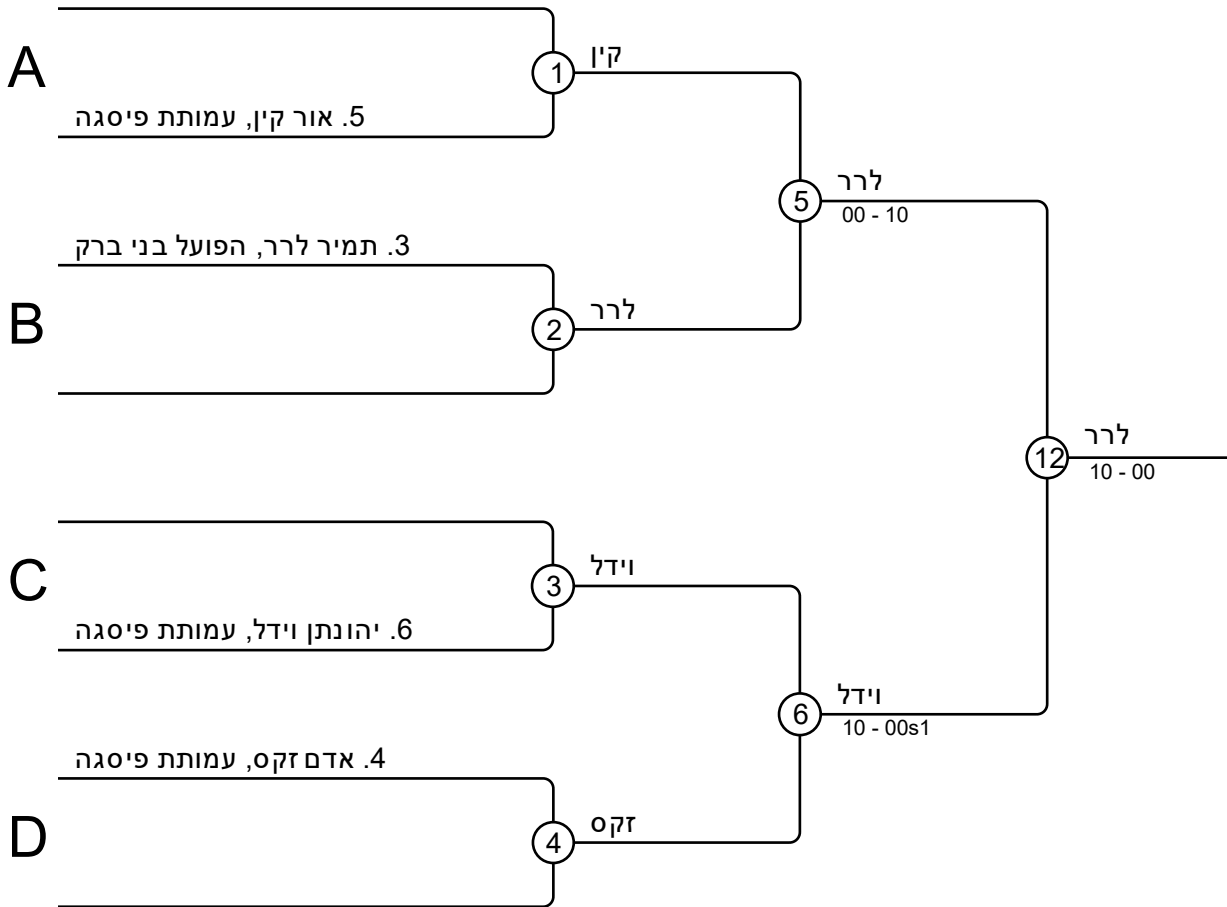 A
קין
1
5. אור קין, עמותת פיסגה
לרר
5
00 - 10
3. תמיר לרר, הפועל בני ברק
B
לרר
2
לרר
12
10 - 00
C
וידל
3
6. יהונתן וידל, עמותת פיסגה
וידל
6
10 - 00s1
4. אדם זקס, עמותת פיסגה
D
זקס
4